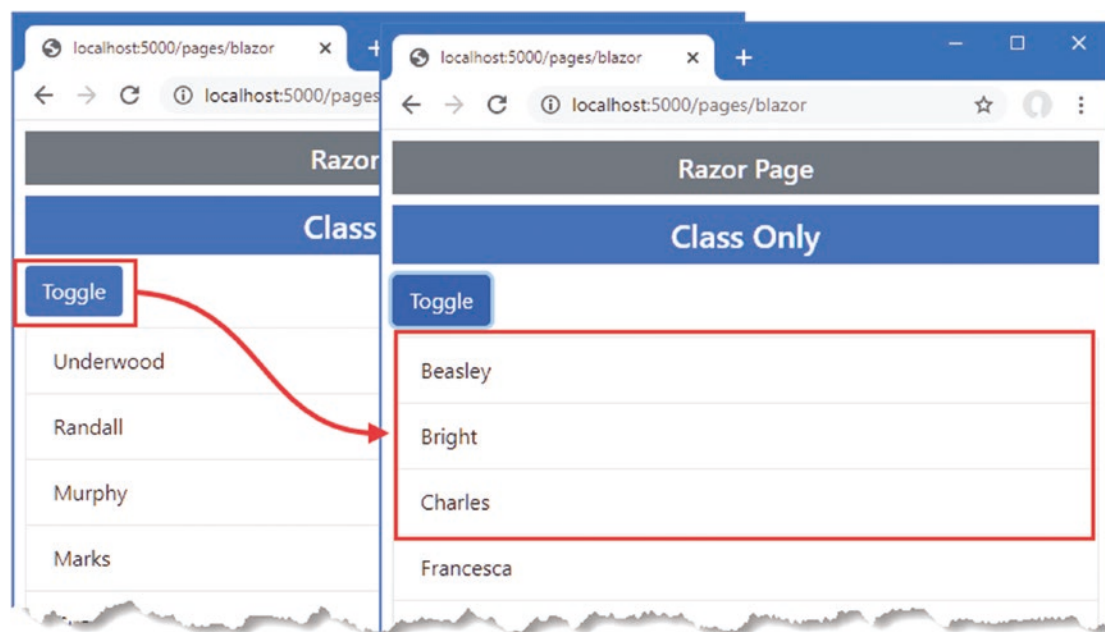 localhost:5000/pages/blazor
localhost:5000/pages
Razor
Class
Toggle
Underwood
Randall
Murphy
Marks
localhost:5000/pages/blazor
localhost:5000/pages/blazor
Razor Page
Class Only
Toggle
Beasley
Bright
Charles
Francesca